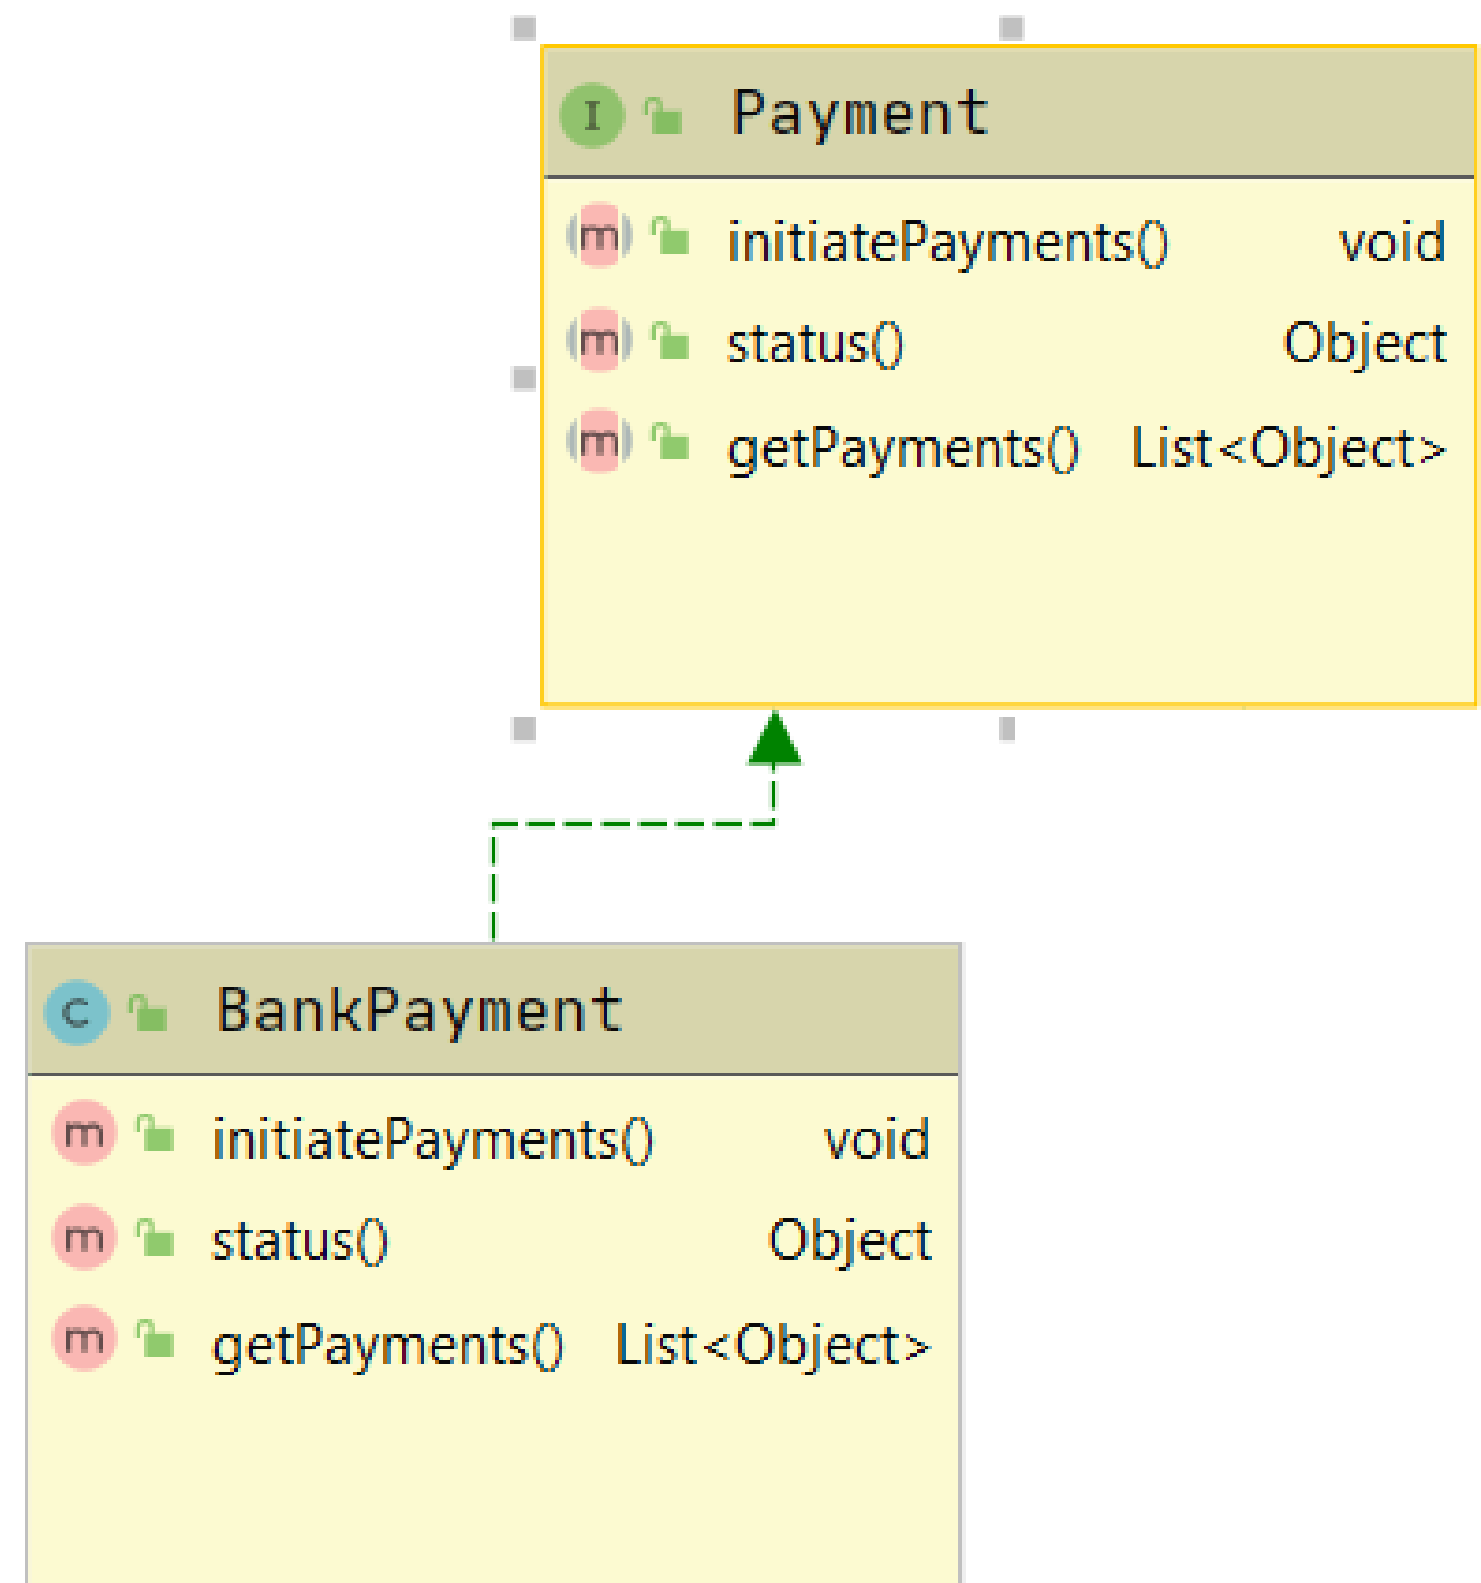 I Payment
m initiatePayments() void
m status() Object
m getPayments() List<Object>
C BankPayment
m initiatePayments() void
m status() Object
m getPayments() List<Object>